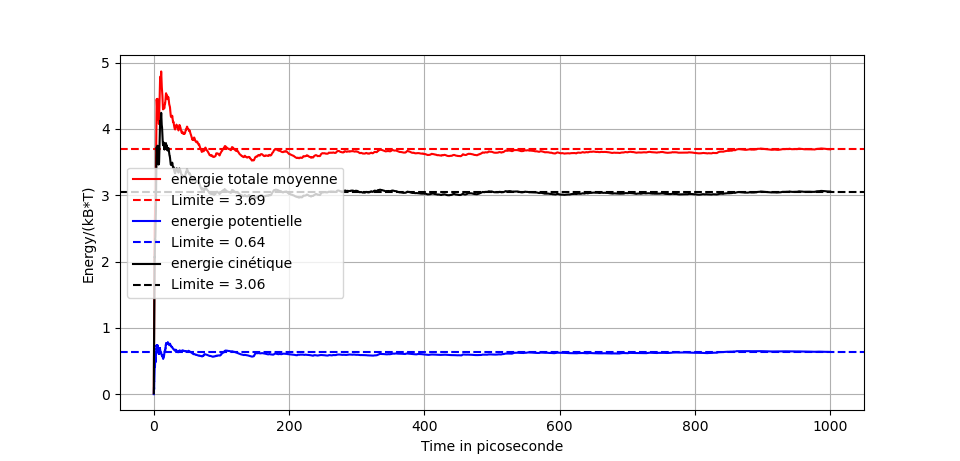 5
4
3
2
1
0
Energy/(kB*T)
energie totale moyenne
Limite = 3.69
energie potentielle
Limite = 0.64
energie cinétique
Limite = 3.06
0 200 400 600 800 1000
Time in picoseconde